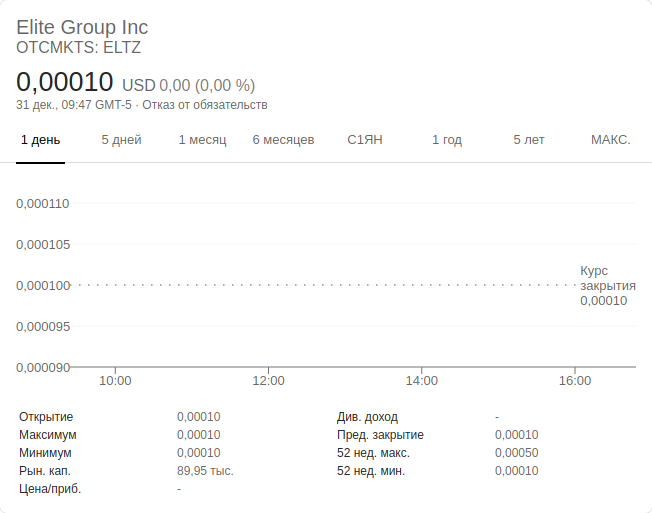 Elite Group Inc
OTCMKTS: ELTZ
0,00010 USD 0,00 (0,00 %)
31 дек., 09:47 GMT-5 · Отказ от обязательств
1 день 5 дней 1 месяц 6 месяцев С1ЯН 1 год 5 лет МАКС.
0,000110
0,000105
0,000100
0,000095
0,000090
Курс
закрытия
0,00010
10:00 12:00 14:00 16:00
Открытие 0,00010 Див. доход -
Максимум 0,00010 Пред. закрытие 0,00010
Минимум 0,00010 52 нед. макс. 0,00050
Рын. кап. 89,95 тыс. 52 нед. мин. 0,00010
Цена/приб. -